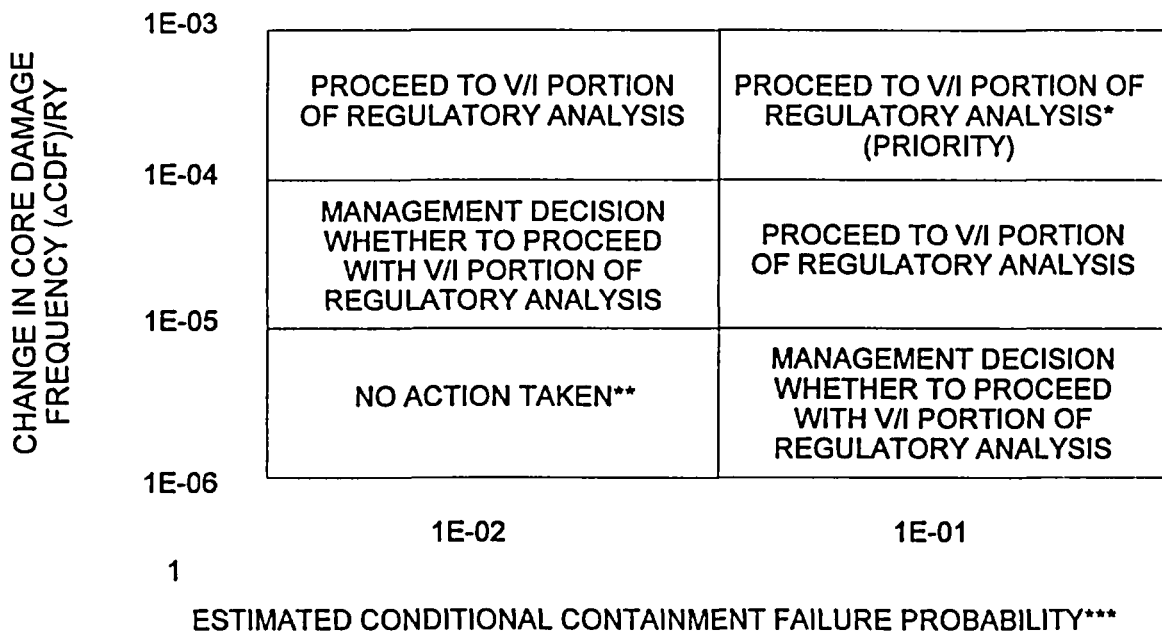 CHANGE IN CORE DAMAGE
FREQUENCY (△CDF)/RY
1E-03
PROCEED TO V/I PORTION
OF REGULATORY ANALYSIS
PROCEED TO V/I PORTION OF
REGULATORY ANALYSIS*
(PRIORITY)
1E-04
MANAGEMENT DECISION
WHETHER TO PROCEED
WITH V/I PORTION OF
REGULATORY ANALYSIS
PROCEED TO V/I PORTION
OF REGULATORY ANALYSIS
1E-05
NO ACTION TAKEN**
MANAGEMENT DECISION
WHETHER TO PROCEED
WITH V/I PORTION OF
REGULATORY ANALYSIS
1E-06
1E-02
1E-01
1
ESTIMATED CONDITIONAL CONTAINMENT FAILURE PROBABILITY***